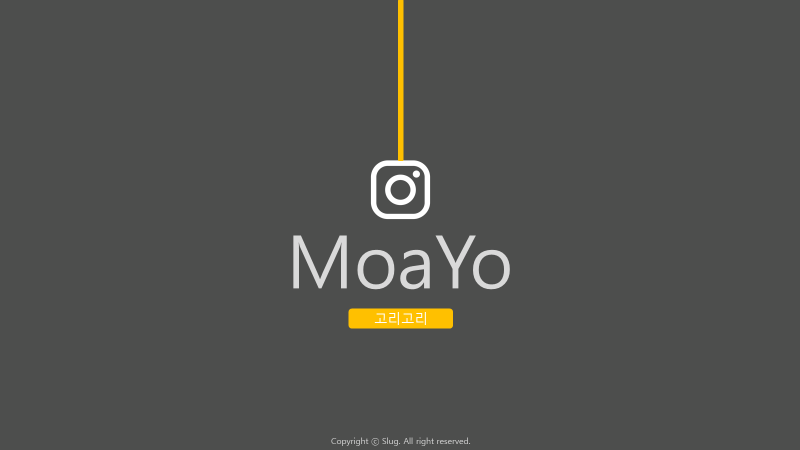 MoaYo
고리고리
Copyright ⓒ Slug. All right reserved.